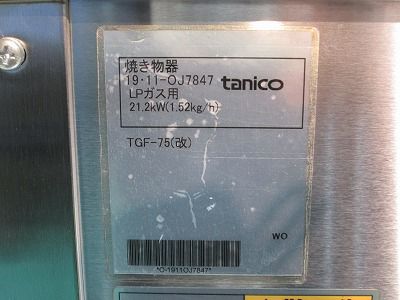 焼き物器
19・11-OJ7847 tanico
LPガス用
21.2kW(1.52kg/h)
TGF-75(改)
WO
*O-1911OJ7847*